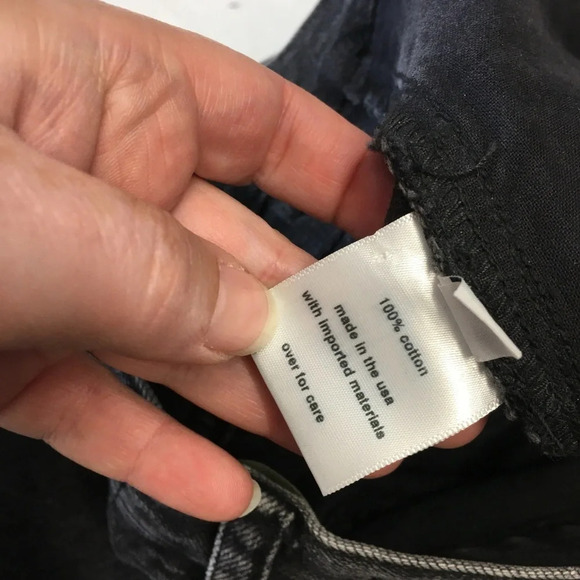 100% cotton
made in the usa
with imported materials
over for care